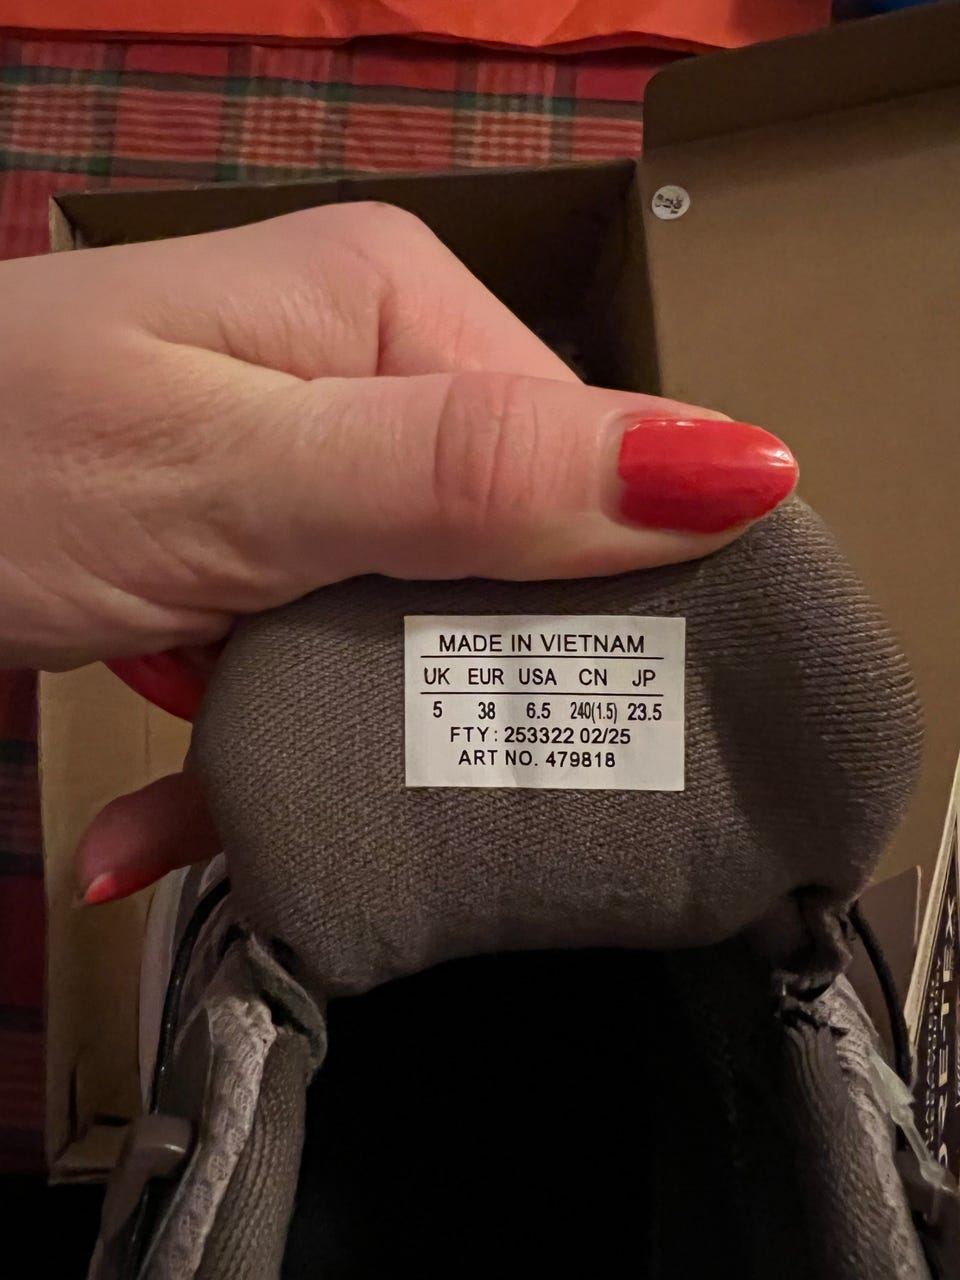 MADE IN VIETNAM
UK EUR USA CN JP
5 38 6.5 240(1.5) 23.5
FTY: 253322 02/25
ART NO. 479818